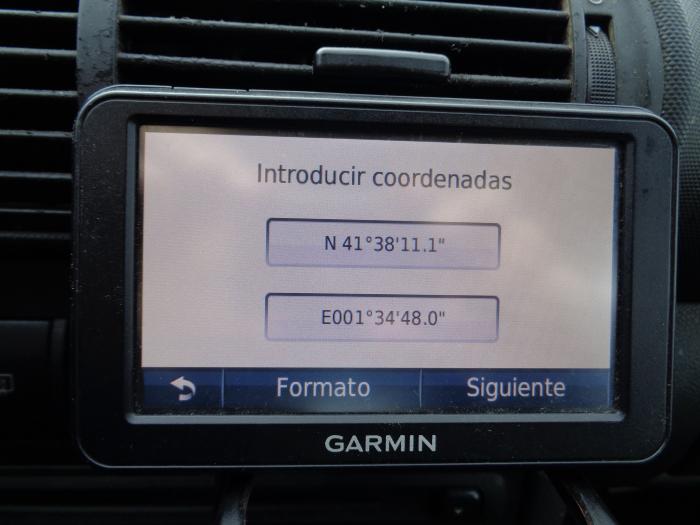 Introducir coordenadas
N 41°38'11.1"
E001°34'48.0"
Formato
Siguiente
GARMIN